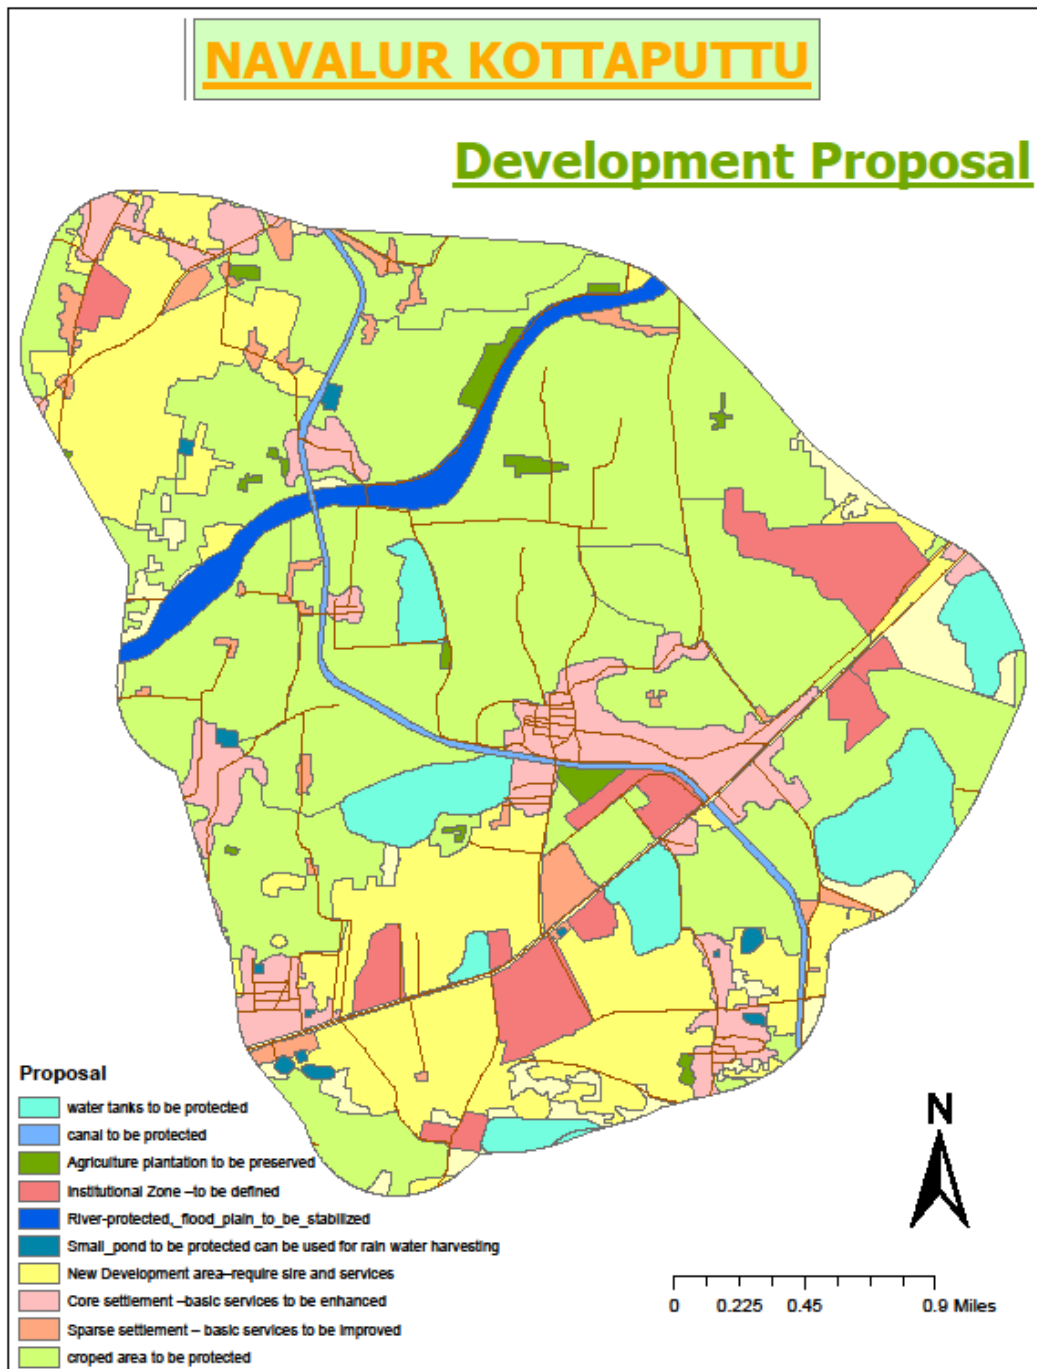 NAVALUR KOTTAPUTTU
Development Proposal
Proposal
water tanks to be protected
canal to be protected
Agriculture plantation to be preserved
Institutional Zone –to be defined
River-protected,_flood_plain_to_be_stabilized
Small_pond to be protected can be used for rain water harvesting
New Development area–require sire and services
Core settlement –basic services to be enhanced
Sparse settlement – basic services to be improved
croped area to be protected
N
0 0.225 0.45 0.9 Miles